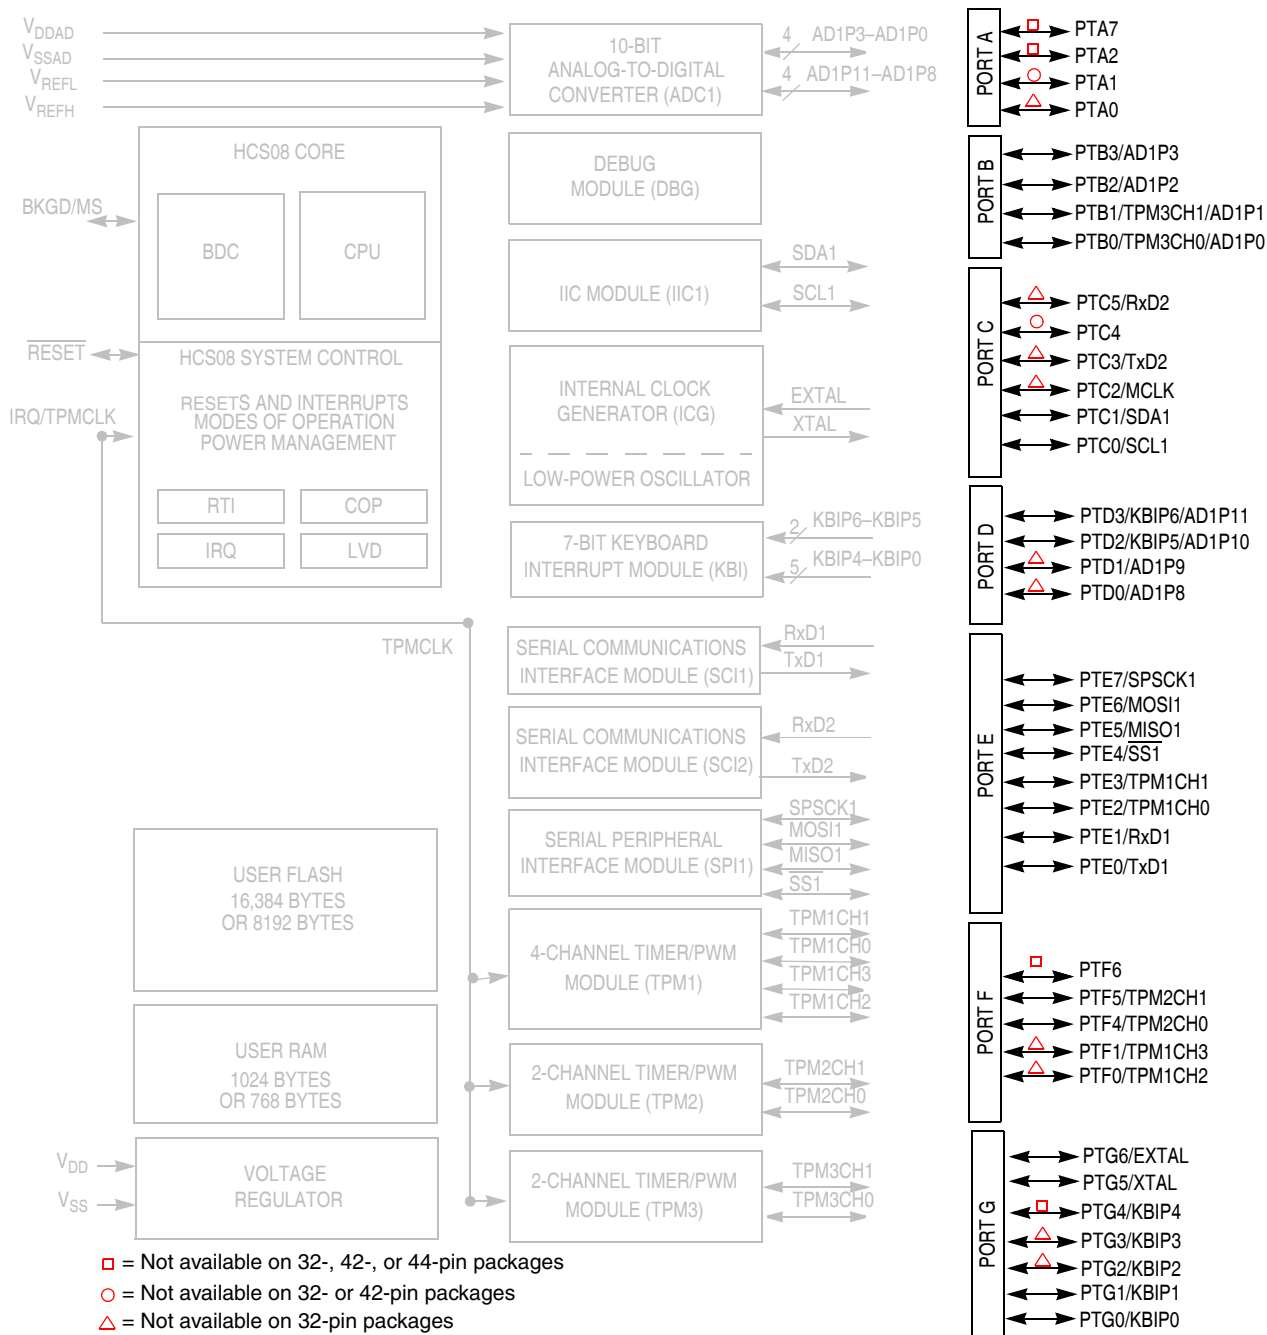 VDDAD
VSSAD
VREFL
VREFH
10-BIT
ANALOG-TO-DIGITAL
CONVERTER (ADC1)
4 AD1P3–AD1P0
4 AD1P11–AD1P8
HCS08 CORE
BDC
CPU
BKGD/MS
DEBUG
MODULE (DBG)
IIC MODULE (IIC1)
SDA1
SCL1
RESET
HCS08 SYSTEM CONTROL
RESETS AND INTERRUPTS
MODES OF OPERATION
POWER MANAGEMENT
IRQ/TPMCLK
RTI
COP
IRQ
LVD
INTERNAL CLOCK
GENERATOR (ICG)
LOW-POWER OSCILLATOR
EXTAL
XTAL
7-BIT KEYBOARD
INTERRUPT MODULE (KBI)
2 KBIP6–KBIP5
5 KBIP4–KBIP0
TPMCLK
SERIAL COMMUNICATIONS
INTERFACE MODULE (SCI1)
RxD1
TxD1
SERIAL COMMUNICATIONS
INTERFACE MODULE (SCI2)
RxD2
TxD2
SERIAL PERIPHERAL
INTERFACE MODULE (SPI1)
SPSCK1
MOSI1
MISO1
SS1
USER FLASH
16,384 BYTES
OR 8192 BYTES
4-CHANNEL TIMER/PWM
MODULE (TPM1)
TPM1CH1
TPM1CH0
TPM1CH3
TPM1CH2
USER RAM
1024 BYTES
OR 768 BYTES
2-CHANNEL TIMER/PWM
MODULE (TPM2)
TPM2CH1
TPM2CH0
VDD
VSS
VOLTAGE
REGULATOR
2-CHANNEL TIMER/PWM
MODULE (TPM3)
TPM3CH1
TPM3CH0
PORT A
PTA7
PTA2
PTA1
PTA0
PORT B
PTB3/AD1P3
PTB2/AD1P2
PTB1/TPM3CH1/AD1P1
PTB0/TPM3CH0/AD1P0
PORT C
PTC5/RxD2
PTC4
PTC3/TxD2
PTC2/MCLK
PTC1/SDA1
PTC0/SCL1
PORT D
PTD3/KBIP6/AD1P11
PTD2/KBIP5/AD1P10
PTD1/AD1P9
PTD0/AD1P8
PORT E
PTE7/SPSCK1
PTE6/MOSI1
PTE5/MISO1
PTE4/SS1
PTE3/TPM1CH1
PTE2/TPM1CH0
PTE1/RxD1
PTE0/TxD1
PORT F
PTF6
PTF5/TPM2CH1
PTF4/TPM2CH0
PTF1/TPM1CH3
PTF0/TPM1CH2
PORT G
PTG6/EXTAL
PTG5/XTAL
PTG4/KBIP4
PTG3/KBIP3
PTG2/KBIP2
PTG1/KBIP1
PTG0/KBIP0
= Not available on 32-, 42-, or 44-pin packages
= Not available on 32- or 42-pin packages
= Not available on 32-pin packages